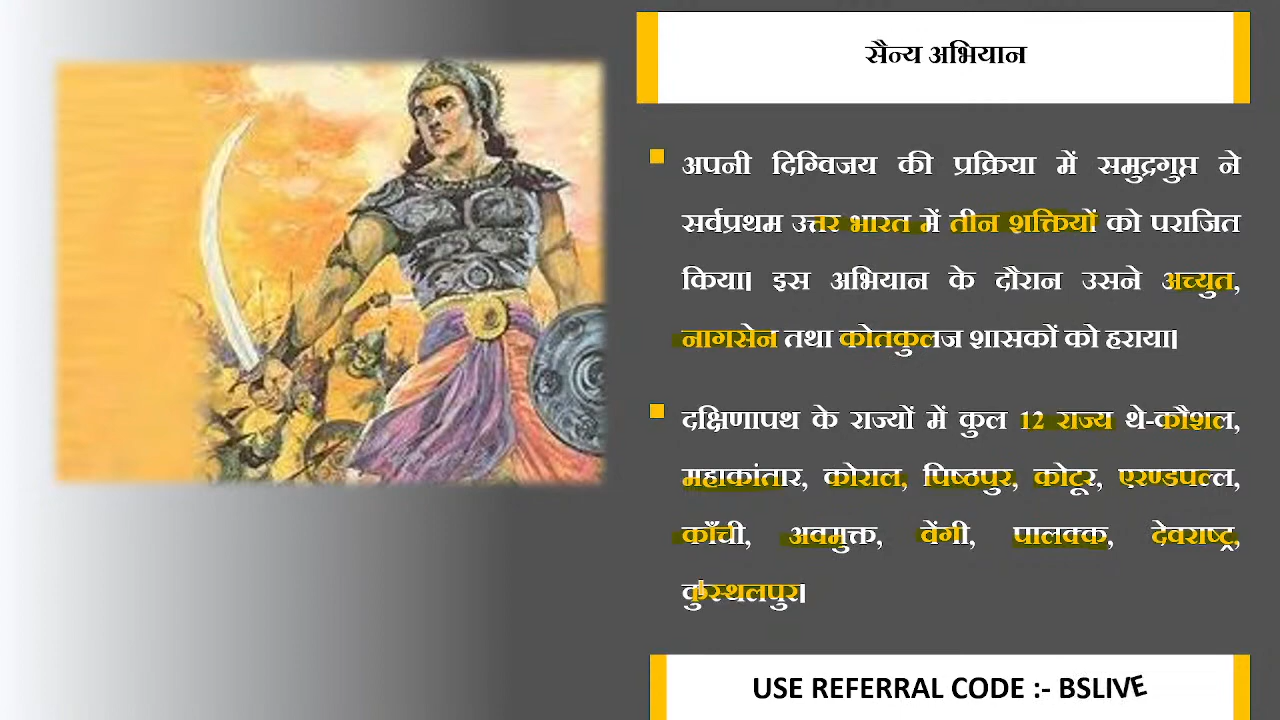 सैन्य अभियान
अपनी दिग्विजय की प्रक्रिया में समुद्रगुप्त ने
सर्वप्रथम उत्तर भारत में तीन शक्तियों को पराजित
किया। इस अभियान के दौरान उसने अच्युत,
नागसेन तथा कोतकुलज शासकों को हराया।
दक्षिणापथ के राज्यों में कुल 12 राज्य थे-कौशल,
महाकांतार, कोराल, पिष्ठपुर, कोटूर, एरण्डपल्ल,
काँची, अवमुक्त, वेंगी, पालक्क, देवराष्ट्र,
कुस्थलपुर।
USE REFERRAL CODE :- BSLIVE